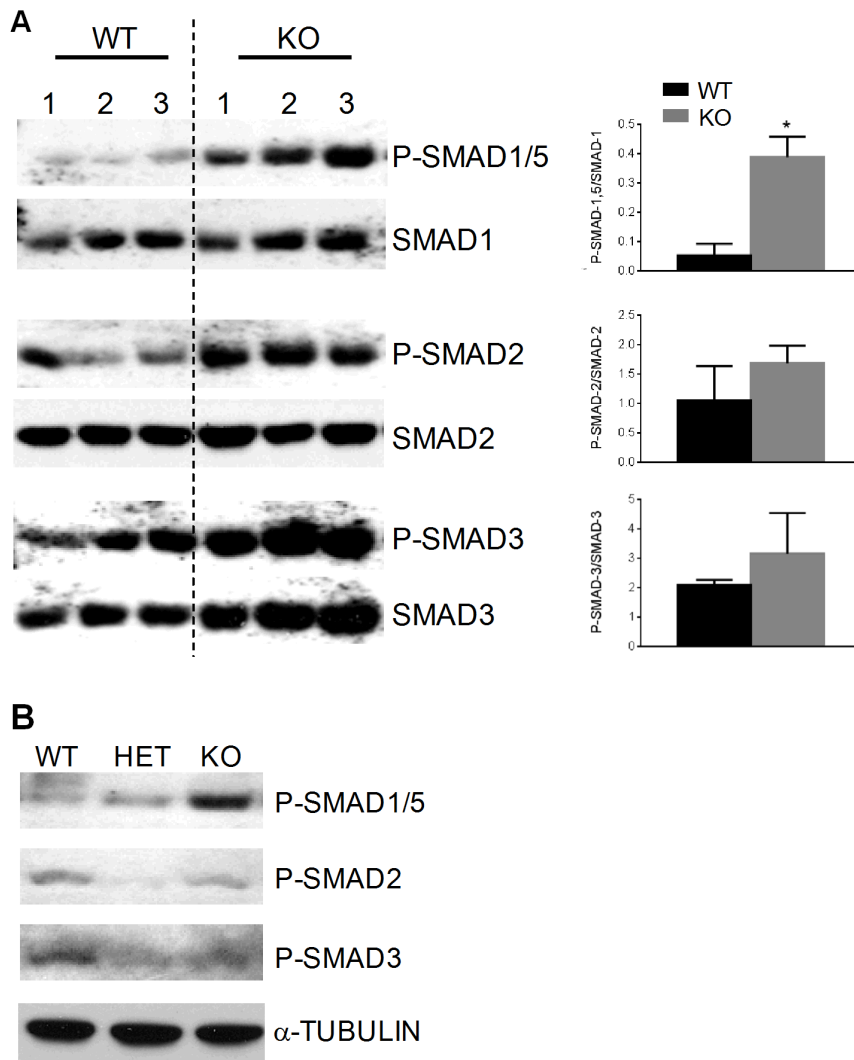 A
WT KO
1 2 3 1 2 3
P-SMAD1/5
SMAD1
P-SMAD2
SMAD2
P-SMAD3
SMAD3
WT
KO
*
0.5
0.4
0.3
0.2
0.1
0.0
P-SMAD-1,5/SMAD-1
2.5
2.0
1.5
1.0
0.5
0.0
P-SMAD-2/SMAD-2
5
4
3
2
1
0
P-SMAD-3/SMAD-3
B
WT HET KO
P-SMAD1/5
P-SMAD2
P-SMAD3
α-TUBULIN